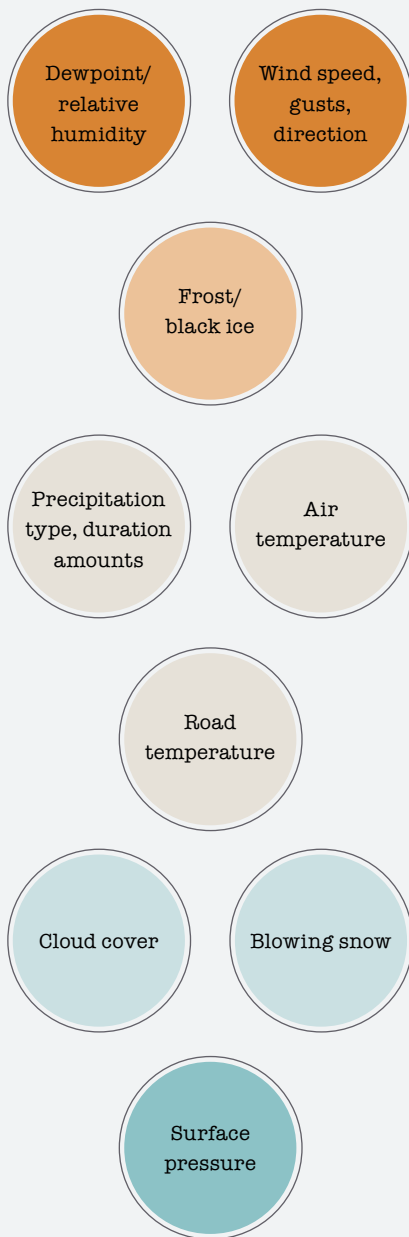 Dewpoint/
relative
humidity
Wind speed,
gusts,
direction
Frost/
black ice
Precipitation
type, duration
amounts
Air
temperature
Road
temperature
Cloud cover
Blowing snow
Surface
pressure